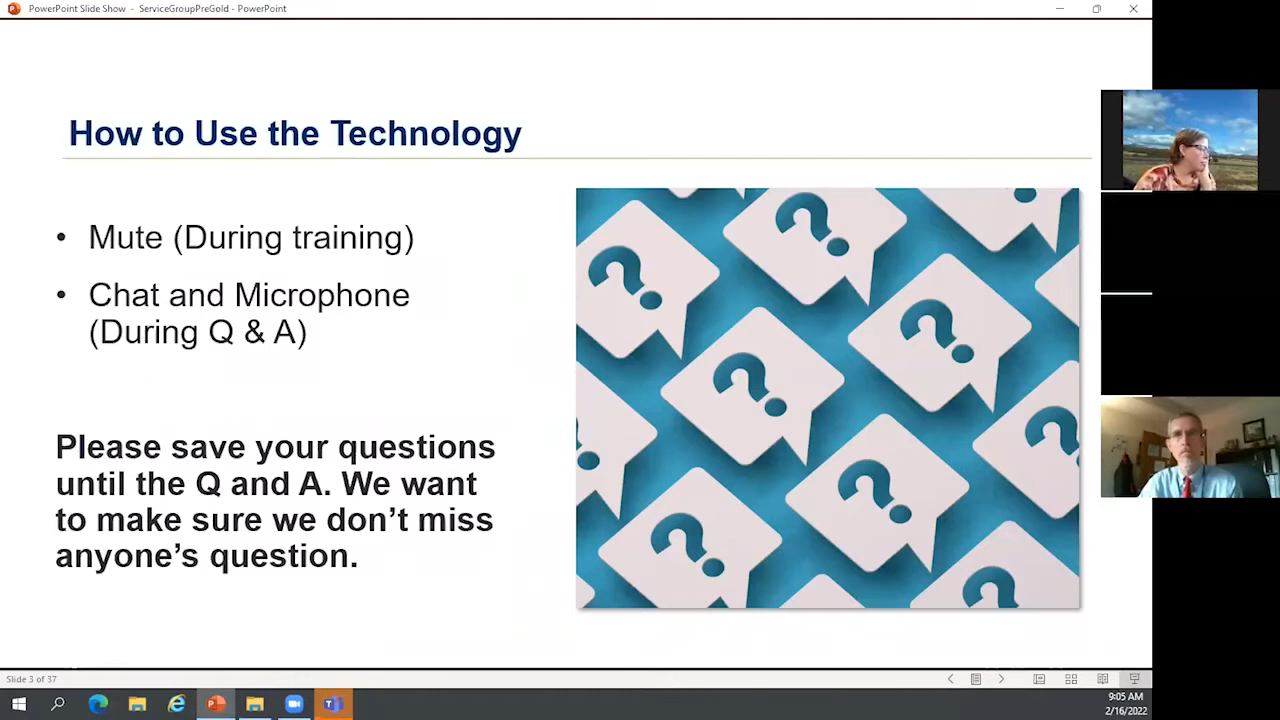 PowerPoint Slide Show - ServiceGroupPreGold - PowerPoint
How to Use the Technology
• Mute (During training)
• Chat and Microphone
(During Q & A)
Please save your questions
until the Q and A. We want
to make sure we don’t miss
anyone’s question.
? ? ? ? ? ? ? ? ? ?
Slide 3 of 37
9:05 AM
2/16/2022